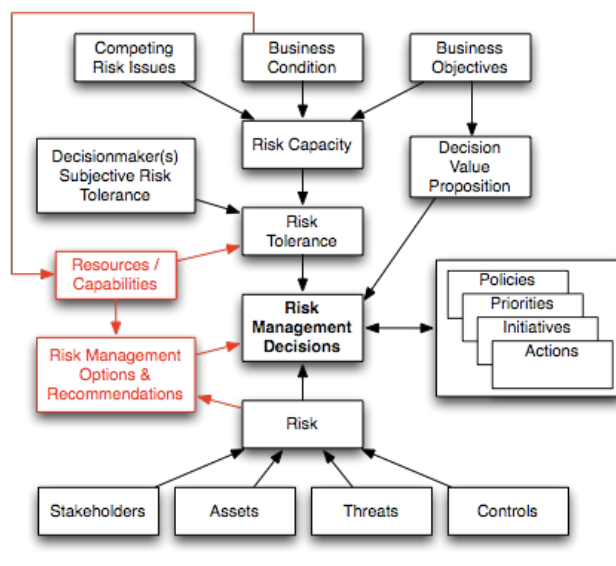 Competing
Risk Issues
Business
Condition
Business
Objectives
Risk Capacity
Decisionmaker(s)
Subjective Risk
Tolerance
Decision
Value
Proposition
Risk
Tolerance
Resources /
Capabilities
Policies
Priorities
Initiatives
Actions
Risk
Management
Decisions
Risk Management
Options &
Recommendations
Risk
Stakeholders
Assets
Threats
Controls